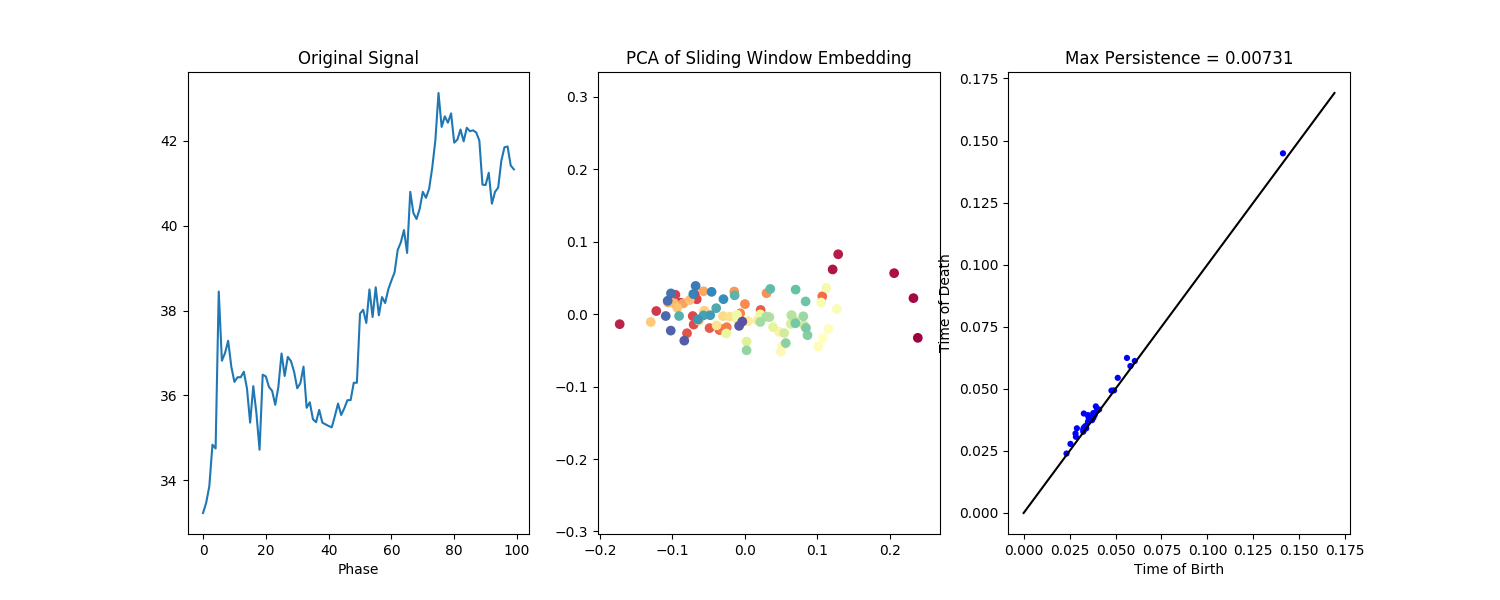 Original Signal
42
40
38
36
34
0 20 40 60 80 100
Phase
PCA of Sliding Window Embedding
0.3
0.2
0.1
0.0
−0.1
−0.2
−0.3
−0.2 −0.1 0.0 0.1 0.2
Max Persistence = 0.00731
Time of Death
0.175
0.150
0.125
0.100
0.075
0.050
0.025
0.000
0.000 0.025 0.050 0.075 0.100 0.125 0.150 0.175
Time of Birth